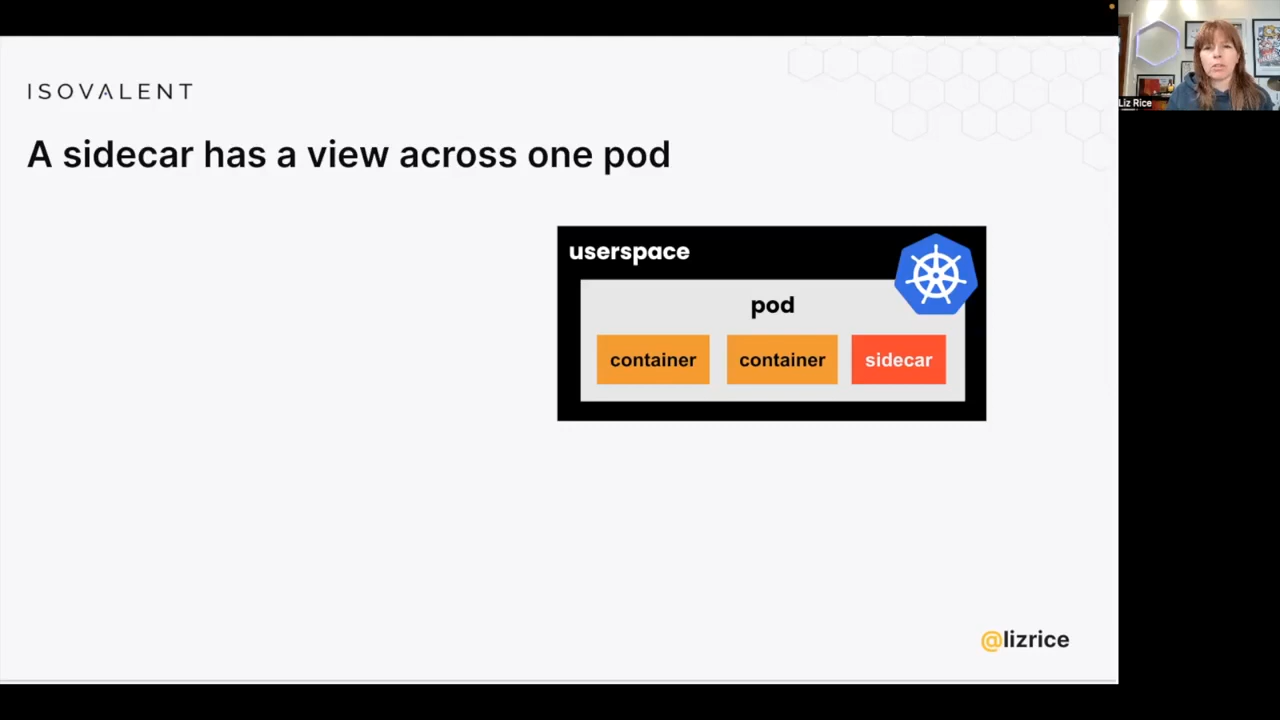 ISOVALENT
A sidecar has a view across one pod
userspace
pod
container
container
sidecar
@lizrice
Liz Rice